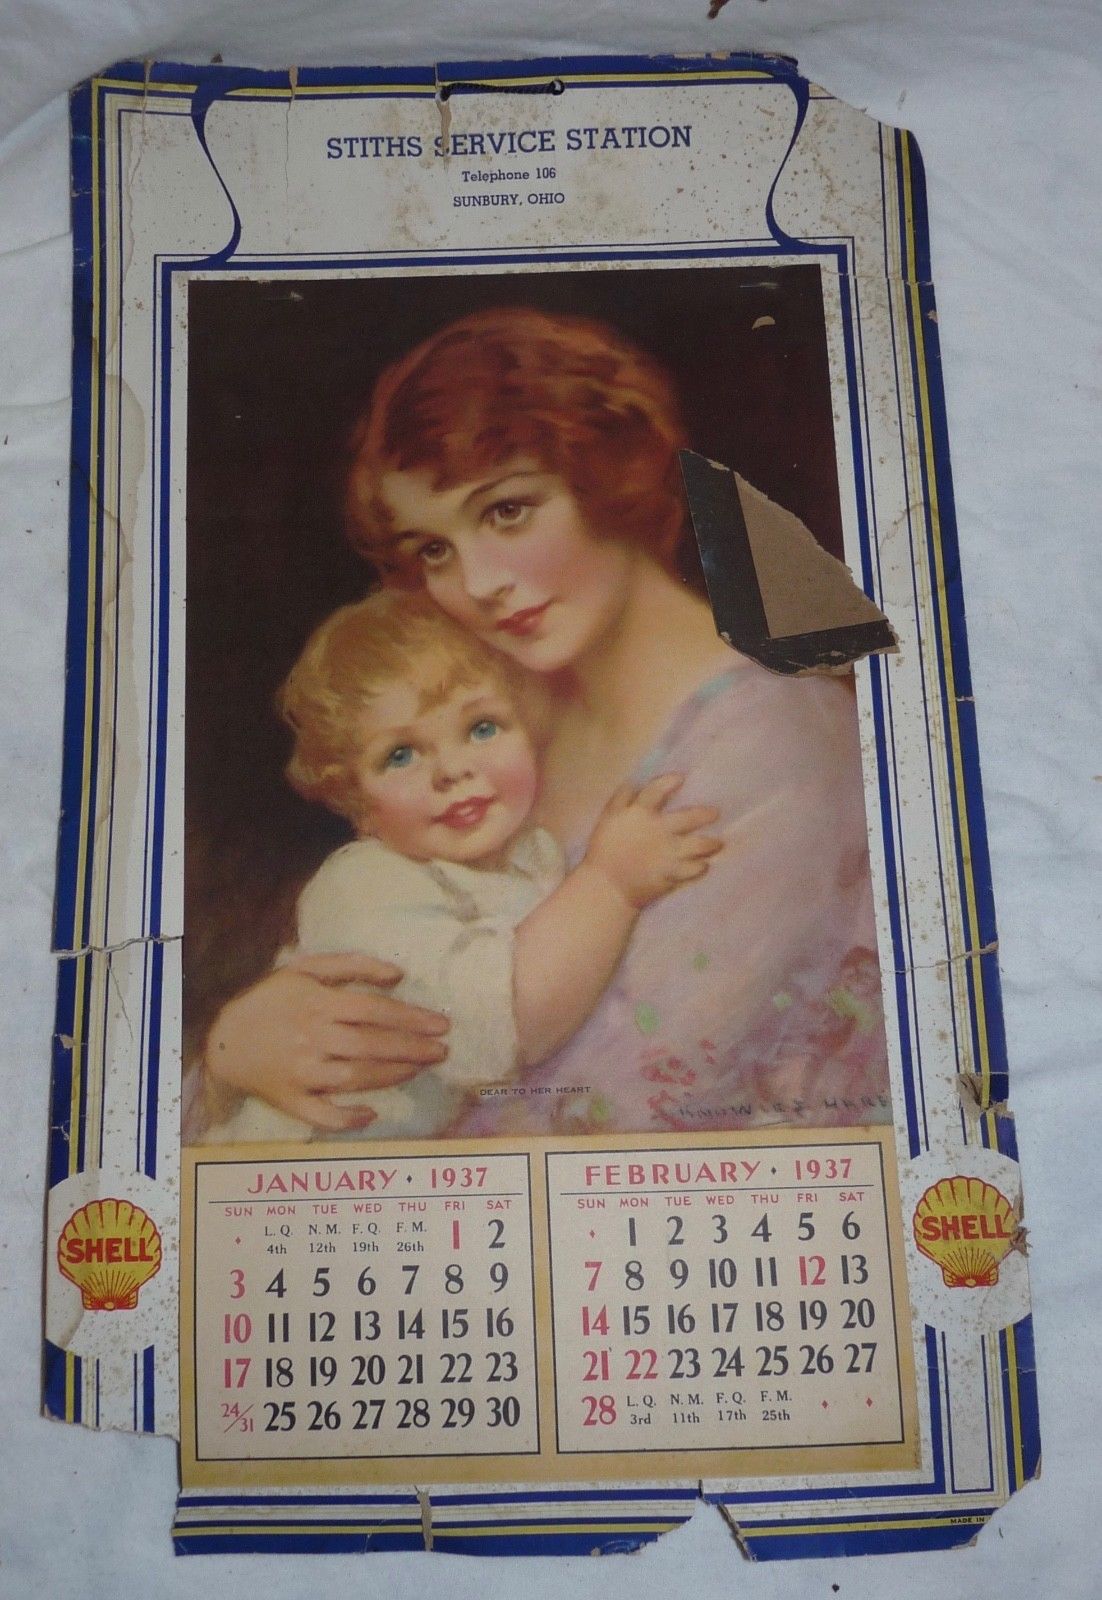 STITHS SERVICE STATION
Telephone 106
SUNBURY, OHIO
DEAR TO HER HEART
KNOWLES HARE
SHELL
JANUARY • 1937
SUN MON TUE WED THU FRI SAT
♦ L. Q. 4th N. M. 12th F. Q. 19th F. M. 26th 1 2
3 4 5 6 7 8 9
10 11 12 13 14 15 16
17 18 19 20 21 22 23
24/31 25 26 27 28 29 30
FEBRUARY • 1937
SUN MON TUE WED THU FRI SAT
♦ 1 2 3 4 5 6
7 8 9 10 11 12 13
14 15 16 17 18 19 20
21 22 23 24 25 26 27
28 L. Q. 3rd N. M. 11th F. Q. 17th F. M. 25th ♦ ♦
SHELL
MADE IN